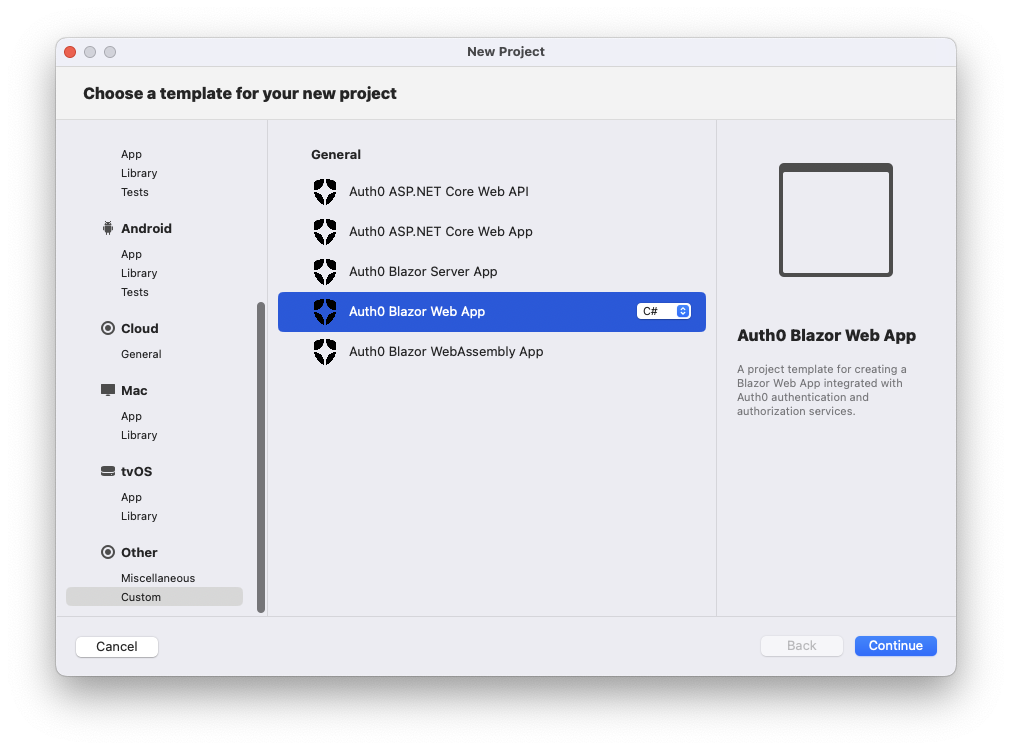 New Project
Choose a template for your new project
App
Library
Tests
Android
App
Library
Tests
Cloud
General
Mac
App
Library
tvOS
App
Library
Other
Miscellaneous
Custom
General
Auth0 ASP.NET Core Web API
Auth0 ASP.NET Core Web App
Auth0 Blazor Server App
Auth0 Blazor Web App C#
Auth0 Blazor WebAssembly App
Auth0 Blazor Web App
A project template for creating a
Blazor Web App integrated with
Auth0 authentication and
authorization services.
Cancel
Back
Continue